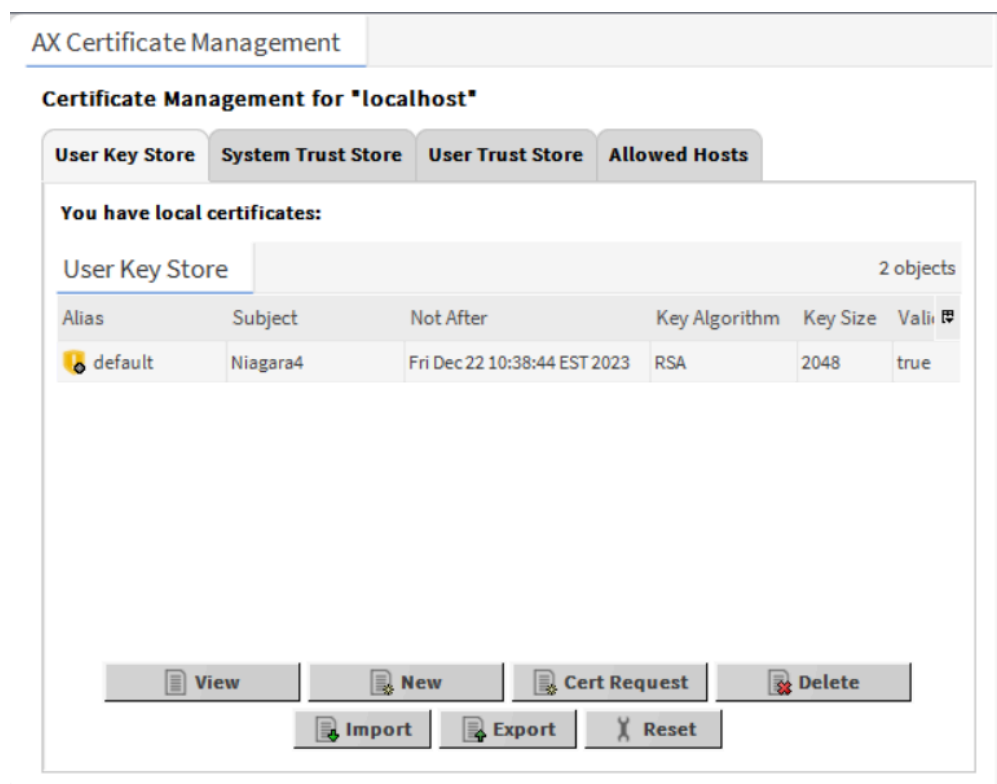 AX Certificate Management
Certificate Management for "localhost"
User Key Store System Trust Store User Trust Store Allowed Hosts
You have local certificates:
User Key Store 2 objects
Alias Subject Not After Key Algorithm Key Size Vali
default Niagara4 Fri Dec 22 10:38:44 EST 2023 RSA 2048 true
View New Cert Request Delete
Import Export Reset